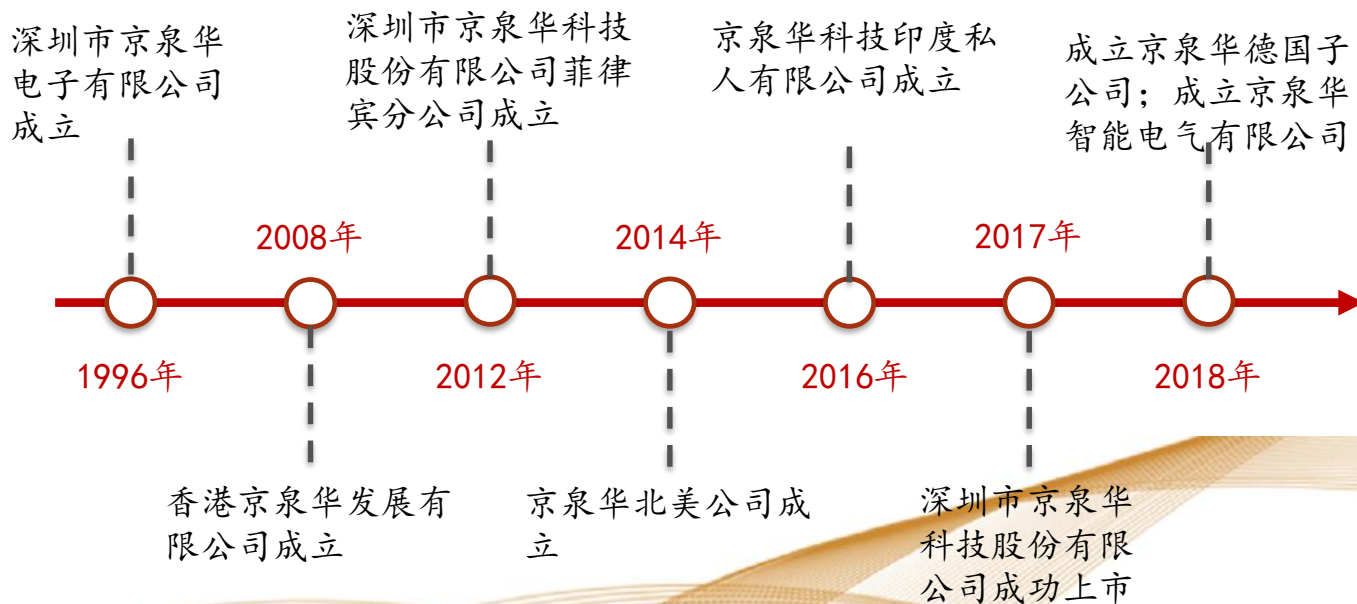 深圳市京泉华
电子有限公司
成立
深圳市京泉华科技
股份有限公司菲律
宾分公司成立
京泉华科技印度私
人有限公司成立
成立京泉华德国子
公司；成立京泉华
智能电气有限公司
2008年
2014年
2017年
1996年
2012年
2016年
2018年
香港京泉华发展有
限公司成立
京泉华北美公司成
立
深圳市京泉华
科技股份有限
公司成功上市